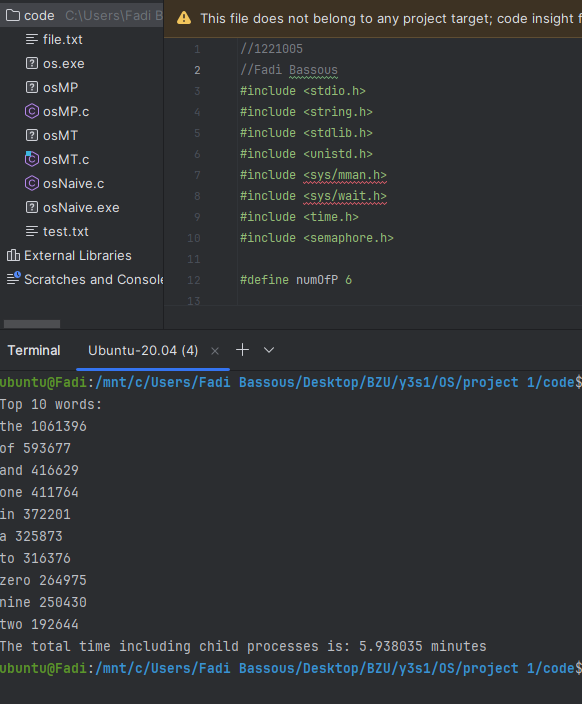 code C:\Users\Fadi B
file.txt
os.exe
osMP
osMP.c
osMT
osMT.c
osNaive.c
osNaive.exe
test.txt
External Libraries
Scratches and Console
This file does not belong to any project target; code insight f
1 //1221005
2 //Fadi Bassous
3 #include <stdio.h>
4 #include <string.h>
5 #include <stdlib.h>
6 #include <unistd.h>
7 #include <sys/mman.h>
8 #include <sys/wait.h>
9 #include <time.h>
10 #include <semaphore.h>
11
12 #define numOfP 6
13
Terminal Ubuntu-20.04 (4)
ubuntu@Fadi:/mnt/c/Users/Fadi Bassous/Desktop/BZU/y3s1/OS/project 1/code$
Top 10 words:
the 1061396
of 593677
and 416629
one 411764
in 372201
a 325873
to 316376
zero 264975
nine 250430
two 192644
The total time including child processes is: 5.938035 minutes
ubuntu@Fadi:/mnt/c/Users/Fadi Bassous/Desktop/BZU/y3s1/OS/project 1/code$